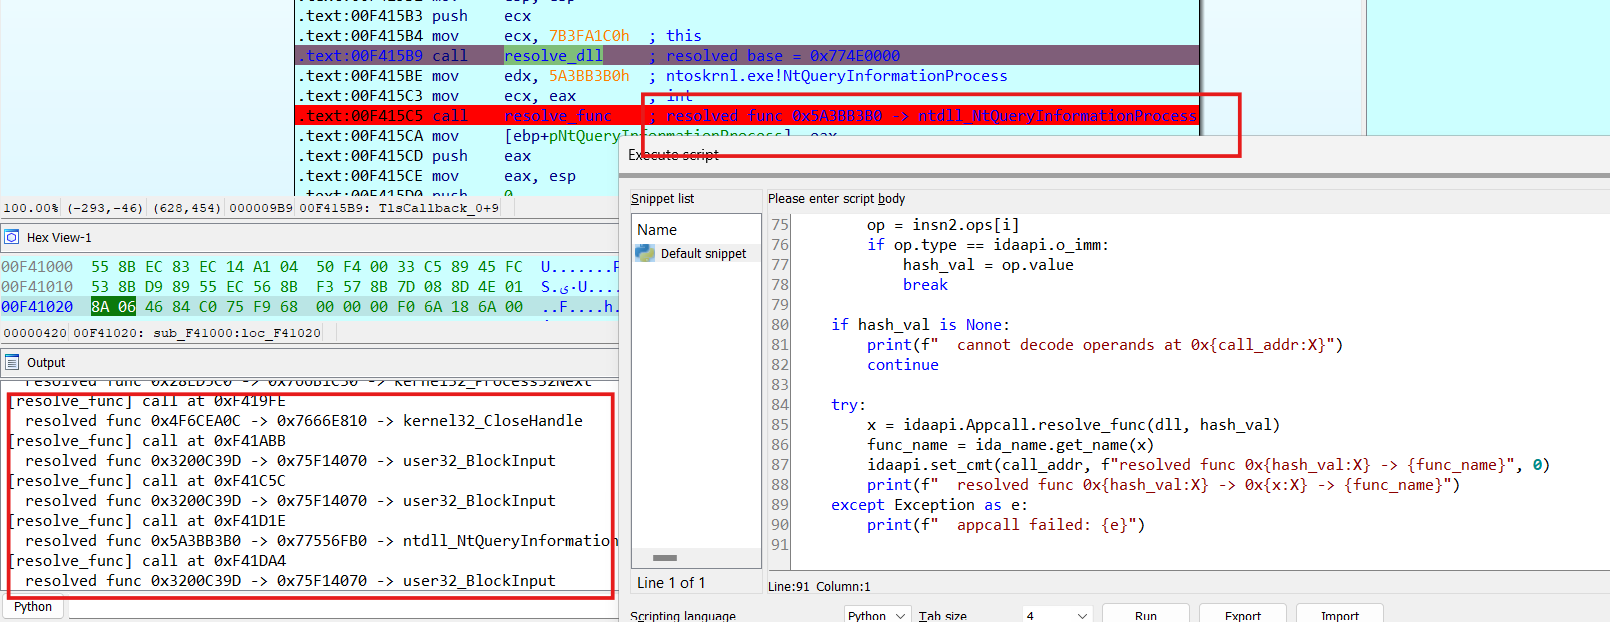 .text:00F415B3 push    ecx
.text:00F415B4 mov     ecx, 7B3FA1C0h  ; this
.text:00F415B9 call    resolve_dll     ; resolved base = 0x774E0000
.text:00F415BE mov     edx, 5A3BB3B0h  ; ntoskrnl.exe!NtQueryInformationProcess
.text:00F415C3 mov     ecx, eax        ; int
.text:00F415C5 call    resolve_func    ; resolved func 0x5A3BB3B0 -> ntdll_NtQueryInformationProcess
.text:00F415CA mov     [ebp+pNtQueryInformationProcess], eax
.text:00F415CD push    eax
.text:00F415CE mov     eax, esp
.text:00F415D0 push    0
100.00% (-293,-46) (628,454) 000009B9 00F415B9: TlsCallback_0+9
Hex View-1
00F41000  55 8B EC 83 EC 14 A1 04  50 F4 00 33 C5 89 45 FC
00F41010  53 8B D9 89 55 EC 56 8B  F3 57 8B 7D 08 8D 4E 01
00F41020  8A 06 46 84 C0 75 F9 68  00 00 00 F0 6A 18 6A 00  ..F....h.
00000420 00F41020: sub_F41000:loc_F41020
Output
resolved func 0x28ED5C0 -> 0x766B1C50 -> kernel32_Process32Next
[resolve_func] call at 0xF419FE
resolved func 0x4F6CEA0C -> 0x7666E810 -> kernel32_CloseHandle
[resolve_func] call at 0xF41ABB
resolved func 0x3200C39D -> 0x75F14070 -> user32_BlockInput
[resolve_func] call at 0xF41C5C
resolved func 0x3200C39D -> 0x75F14070 -> user32_BlockInput
[resolve_func] call at 0xF41D1E
resolved func 0x5A3BB3B0 -> 0x77556FB0 -> ntdll_NtQueryInformation
[resolve_func] call at 0xF41DA4
resolved func 0x3200C39D -> 0x75F14070 -> user32_BlockInput
Python
Execute script
Snippet list
Name
Default snippet
Line 1 of 1
Please enter script body
75         op = insn2.ops[i]
76         if op.type == idaapi.o_imm:
77             hash_val = op.value
78             break
79
80     if hash_val is None:
81         print(f"  cannot decode operands at 0x{call_addr:X}")
82         continue
83
84     try:
85         x = idaapi.Appcall.resolve_func(dll, hash_val)
86         func_name = ida_name.get_name(x)
87         idaapi.set_cmt(call_addr, f"resolved func 0x{hash_val:X} -> {func_name}", 0)
88         print(f"  resolved func 0x{hash_val:X} -> 0x{x:X} -> {func_name}")
89     except Exception as e:
90         print(f"  appcall failed: {e}")
91
Line:91  Column:1
Scripting language Python Tab size 4 Run Export Import